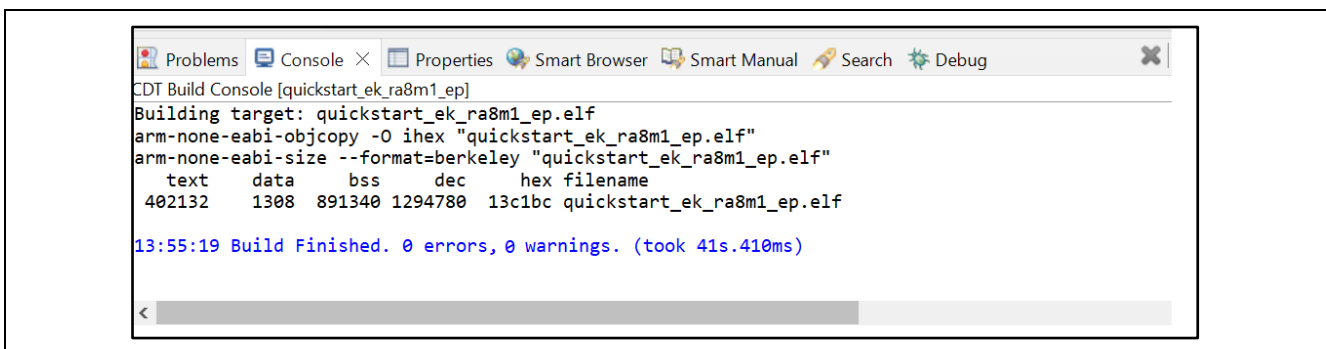 Problems Console Properties Smart Browser Smart Manual Search Debug
CDT Build Console [quickstart_ek_ra8m1_ep]
Building target: quickstart_ek_ra8m1_ep.elf
arm-none-eabi-objcopy -O ihex "quickstart_ek_ra8m1_ep.elf"
arm-none-eabi-size --format=berkeley "quickstart_ek_ra8m1_ep.elf"
text data bss dec hex filename
402132 1308 891340 1294780 13c1bc quickstart_ek_ra8m1_ep.elf
13:55:19 Build Finished. 0 errors, 0 warnings. (took 41s.410ms)